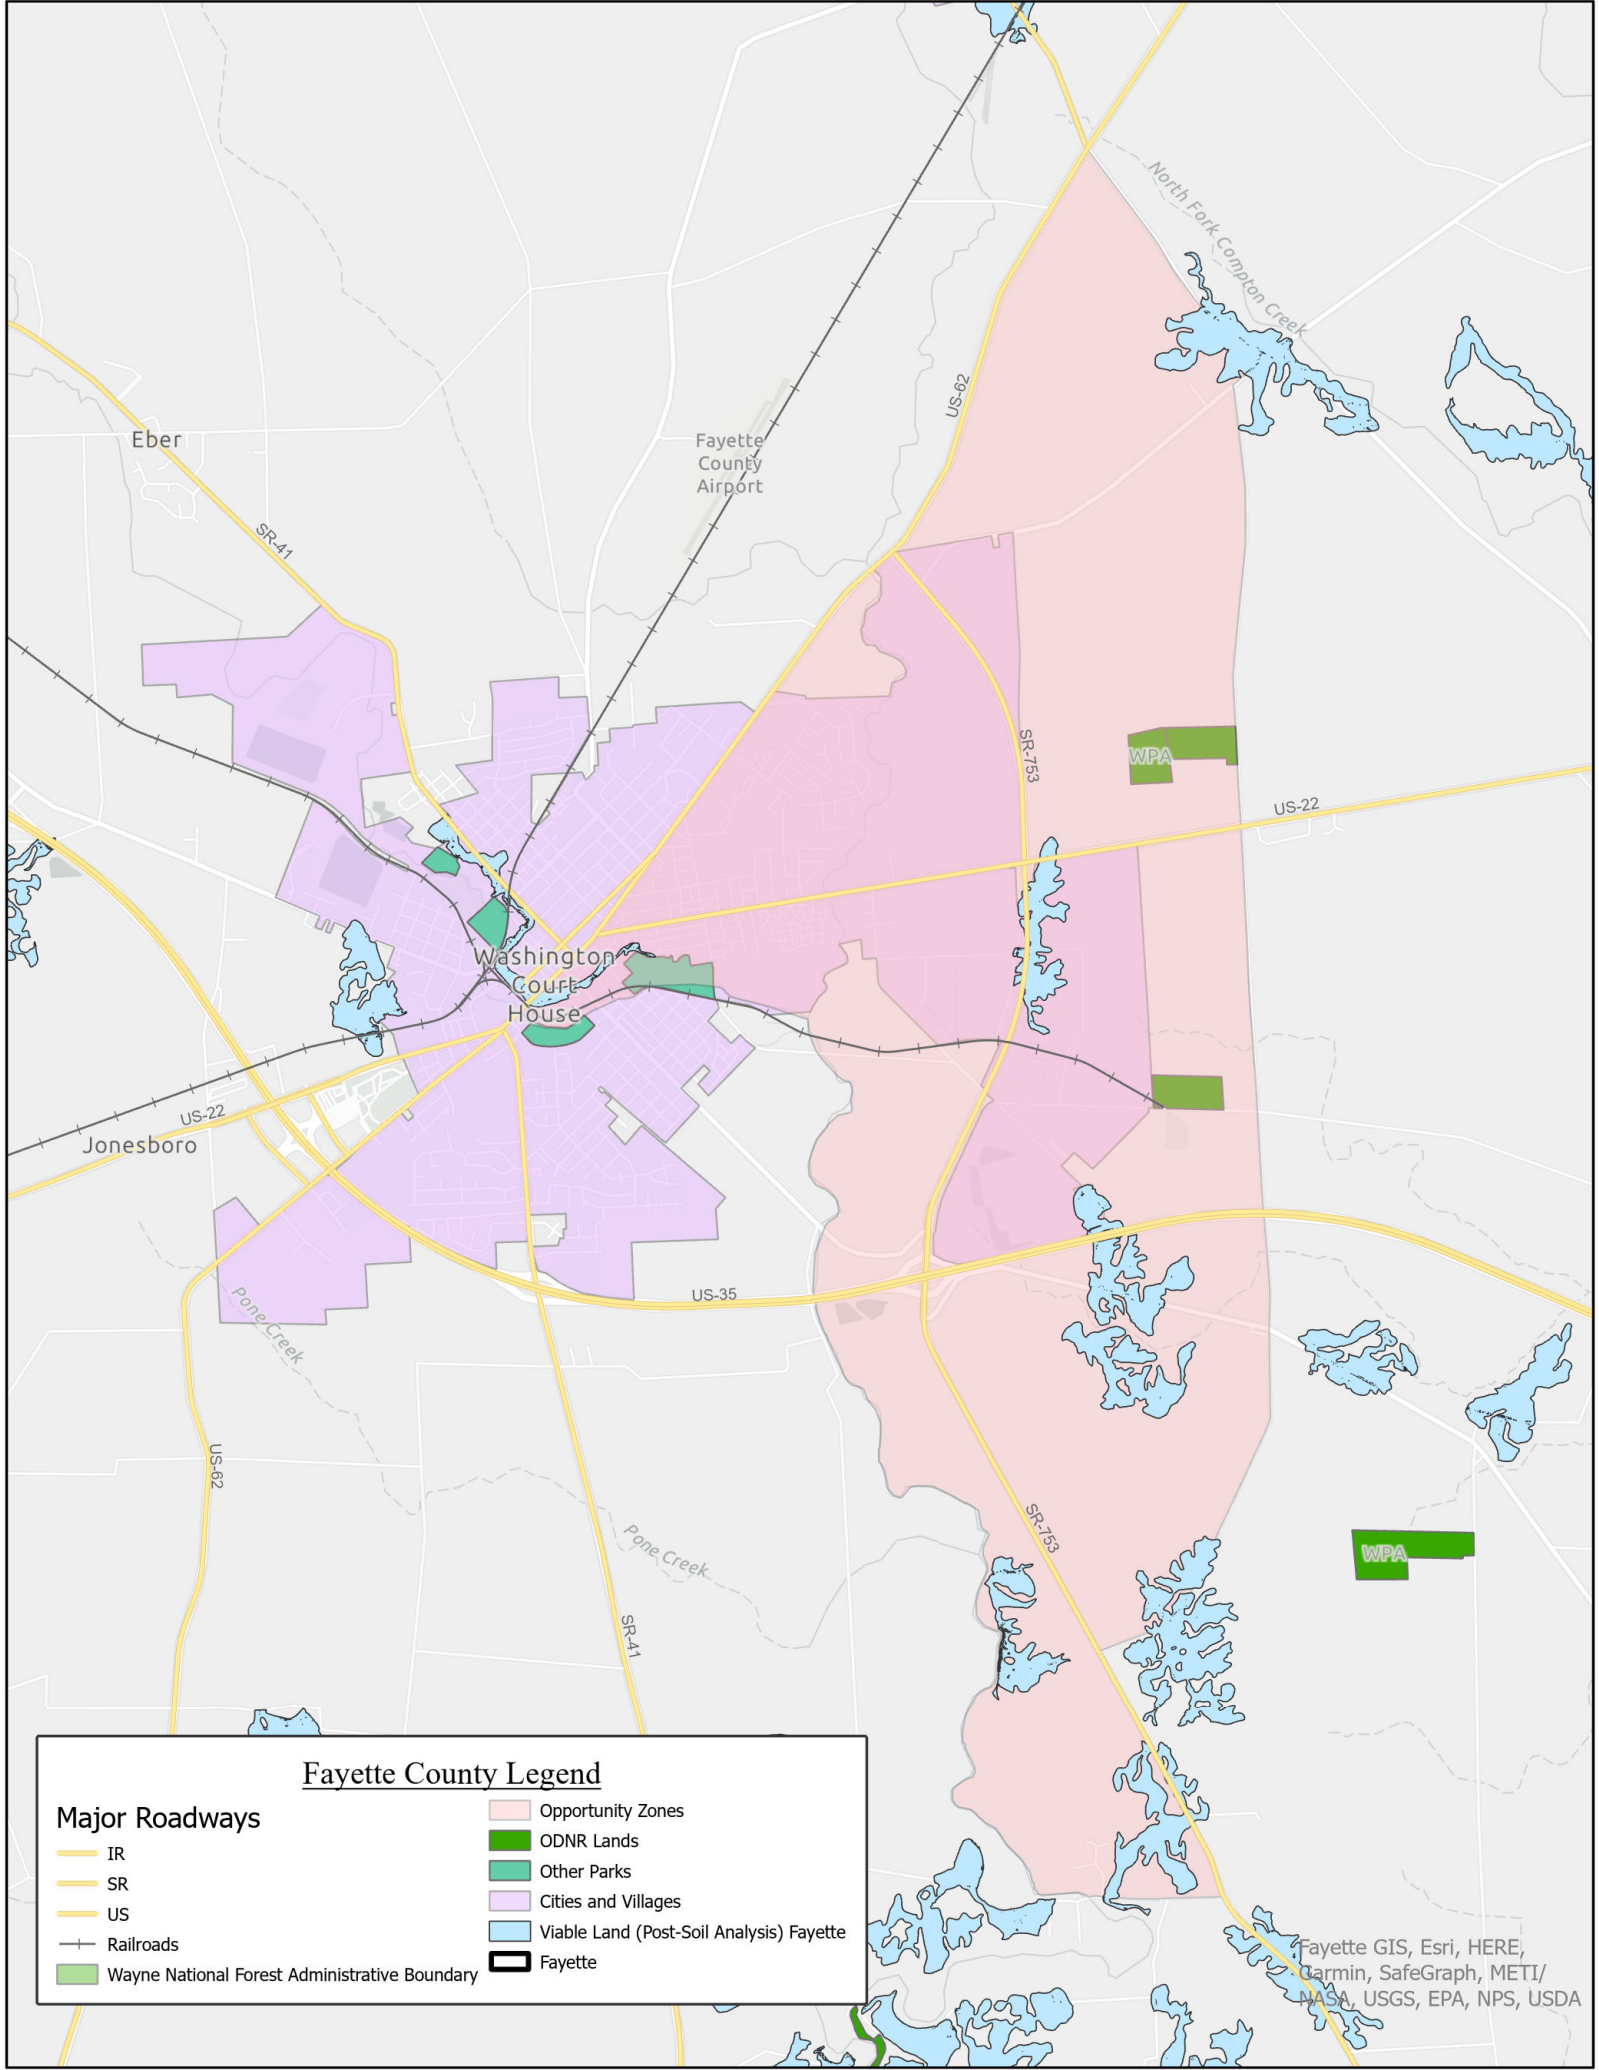 North Fork Compton Creek
US-62
Eber
Fayette
County
Airport
SR-41
SR-753
WPA
US-22
Washington
Court
House
US-22
Jonesboro
US-35
Pone Creek
US-62
Pone Creek
SR-753
WPA
SR-41
Fayette County Legend
Major Roadways
IR
SR
US
Railroads
Wayne National Forest Administrative Boundary
Opportunity Zones
ODNR Lands
Other Parks
Cities and Villages
Viable Land (Post-Soil Analysis) Fayette
Fayette
Fayette GIS, Esri, HERE,
Garmin, SafeGraph, METI/
NASA, USGS, EPA, NPS, USDA